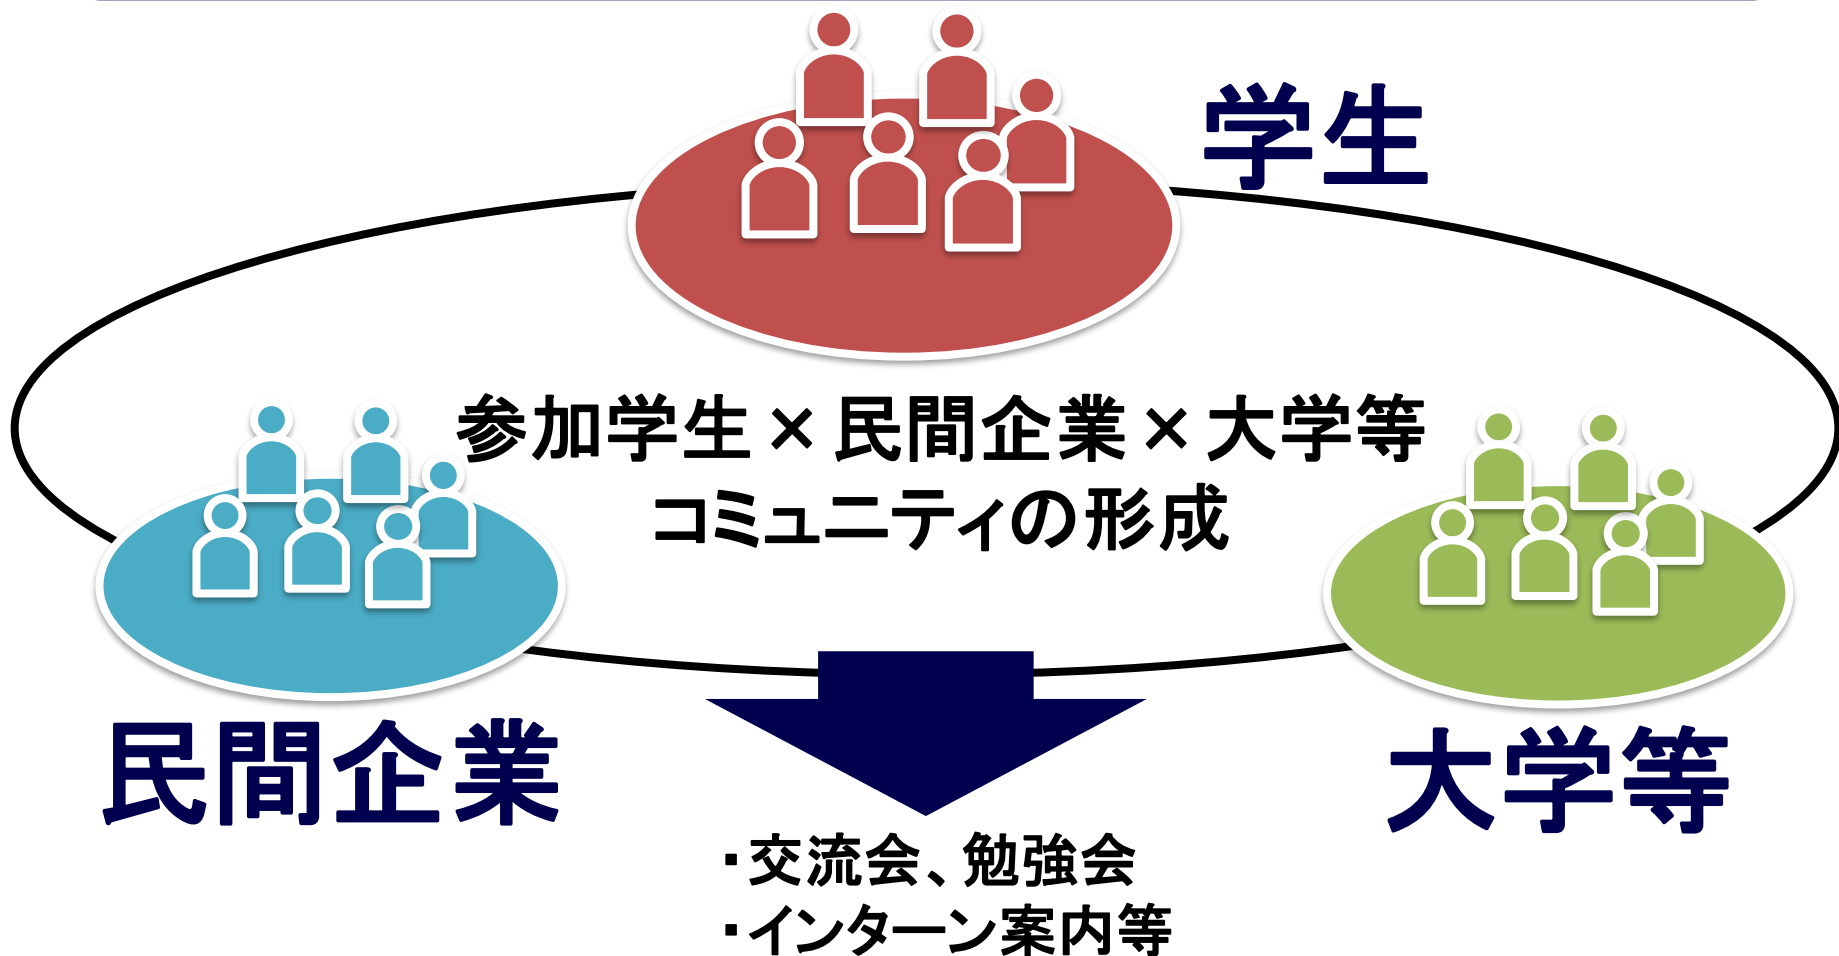 学生
参加学生×民間企業×大学等
コミュニティの形成
民間企業
大学等
・交流会、勉強会
・インターン案内等